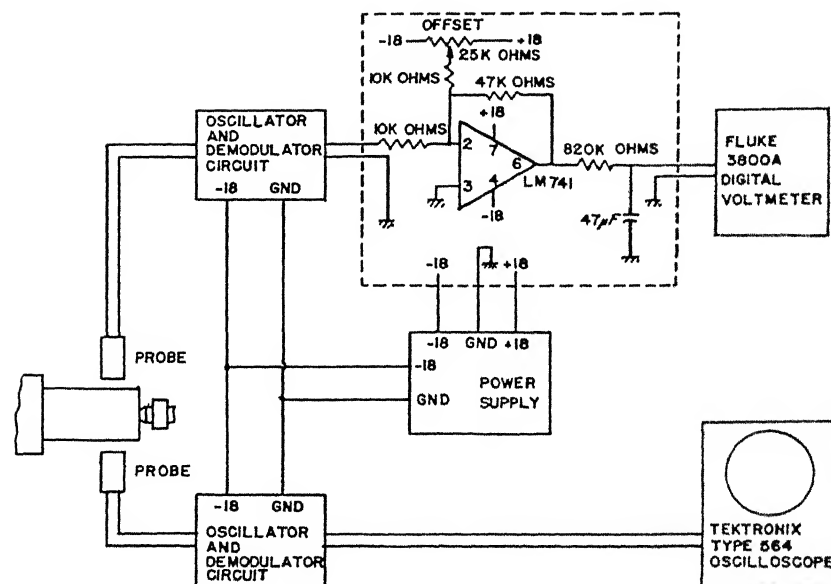 OFFSET
-18 +18
25K OHMS
10K OHMS
47K OHMS
+18
10K OHMS
2
7
6
3
4
LM741
-18
820K OHMS
47µF
OSCILLATOR
AND
DEMODULATOR
CIRCUIT
-18 GND
FLUKE
3800A
DIGITAL
VOLTMETER
-18 +18
-18 GND +18
-18
GND
POWER
SUPPLY
PROBE
PROBE
-18 GND
OSCILLATOR
AND
DEMODULATOR
CIRCUIT
TEKTRONIX
TYPE 564
OSCILLOSCOPE